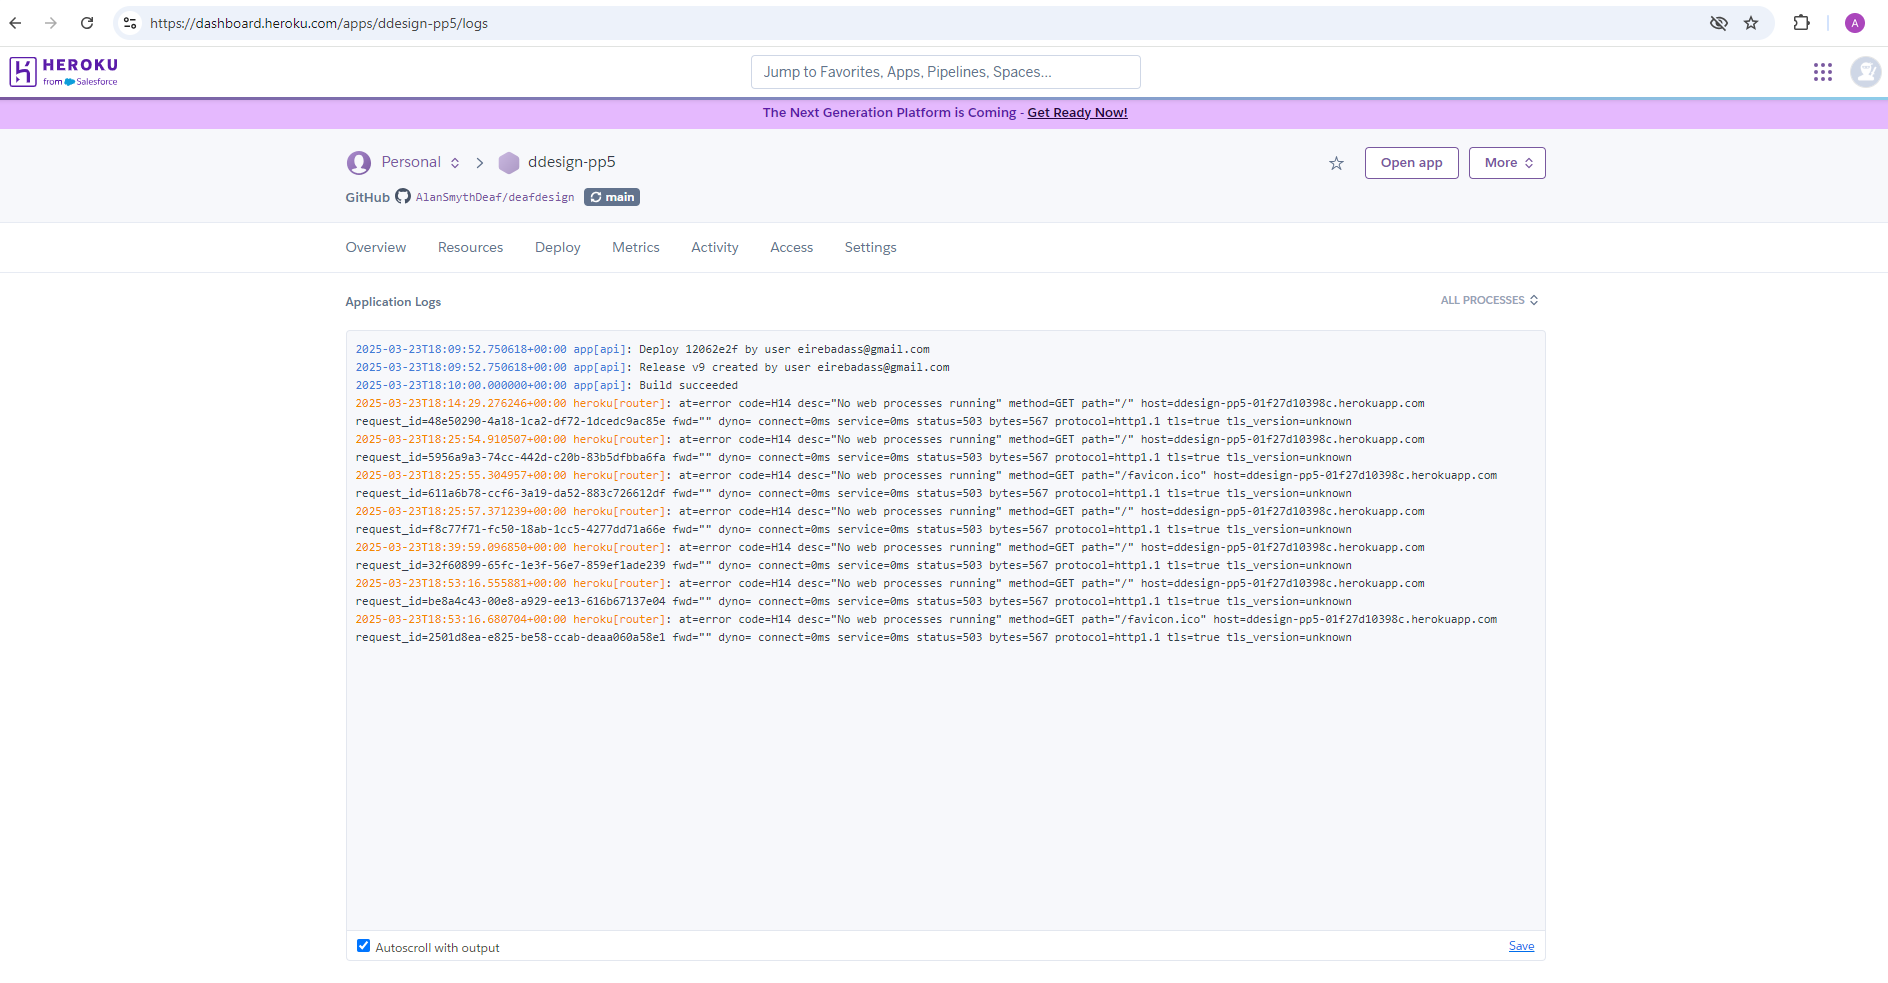 https://dashboard.heroku.com/apps/ddesign-pp5/logs
A
HEROKU
from Salesforce
Jump to Favorites, Apps, Pipelines, Spaces...
The Next Generation Platform is Coming - Get Ready Now!
Personal
ddesign-pp5
Open app
More
GitHub AlanSmythDeaf/deafdesign main
Overview Resources Deploy Metrics Activity Access Settings
Application Logs
ALL PROCESSES
2025-03-23T18:09:52.750618+00:00 app[api]: Deploy 12062e2f by user eirebadass@gmail.com
2025-03-23T18:09:52.750618+00:00 app[api]: Release v9 created by user eirebadass@gmail.com
2025-03-23T18:10:00.000000+00:00 app[api]: Build succeeded
2025-03-23T18:14:29.276246+00:00 heroku[router]: at=error code=H14 desc="No web processes running" method=GET path="/" host=ddesign-pp5-01f27d10398c.herokuapp.com
request_id=48e50290-4a18-1ca2-df72-1dcedc9ac85e fwd="" dyno= connect=0ms service=0ms status=503 bytes=567 protocol=http1.1 tls=true tls_version=unknown
2025-03-23T18:25:54.910507+00:00 heroku[router]: at=error code=H14 desc="No web processes running" method=GET path="/" host=ddesign-pp5-01f27d10398c.herokuapp.com
request_id=5956a9a3-74cc-442d-c20b-83b5dfbba6fa fwd="" dyno= connect=0ms service=0ms status=503 bytes=567 protocol=http1.1 tls=true tls_version=unknown
2025-03-23T18:25:55.304957+00:00 heroku[router]: at=error code=H14 desc="No web processes running" method=GET path="/favicon.ico" host=ddesign-pp5-01f27d10398c.herokuapp.com
request_id=611a6b78-ccf6-3a19-da52-883c726612df fwd="" dyno= connect=0ms service=0ms status=503 bytes=567 protocol=http1.1 tls=true tls_version=unknown
2025-03-23T18:25:57.371239+00:00 heroku[router]: at=error code=H14 desc="No web processes running" method=GET path="/" host=ddesign-pp5-01f27d10398c.herokuapp.com
request_id=f8c77f71-fc50-18ab-1cc5-4277dd71a66e fwd="" dyno= connect=0ms service=0ms status=503 bytes=567 protocol=http1.1 tls=true tls_version=unknown
2025-03-23T18:39:59.096850+00:00 heroku[router]: at=error code=H14 desc="No web processes running" method=GET path="/" host=ddesign-pp5-01f27d10398c.herokuapp.com
request_id=32f60899-65fc-1e3f-56e7-859ef1ade239 fwd="" dyno= connect=0ms service=0ms status=503 bytes=567 protocol=http1.1 tls=true tls_version=unknown
2025-03-23T18:53:16.555881+00:00 heroku[router]: at=error code=H14 desc="No web processes running" method=GET path="/" host=ddesign-pp5-01f27d10398c.herokuapp.com
request_id=be8a4c43-00e8-a929-ee13-616b67137e04 fwd="" dyno= connect=0ms service=0ms status=503 bytes=567 protocol=http1.1 tls=true tls_version=unknown
2025-03-23T18:53:16.680704+00:00 heroku[router]: at=error code=H14 desc="No web processes running" method=GET path="/favicon.ico" host=ddesign-pp5-01f27d10398c.herokuapp.com
request_id=2501d8ea-e825-be58-ccab-deaa060a58e1 fwd="" dyno= connect=0ms service=0ms status=503 bytes=567 protocol=http1.1 tls=true tls_version=unknown
Autoscroll with output
Save